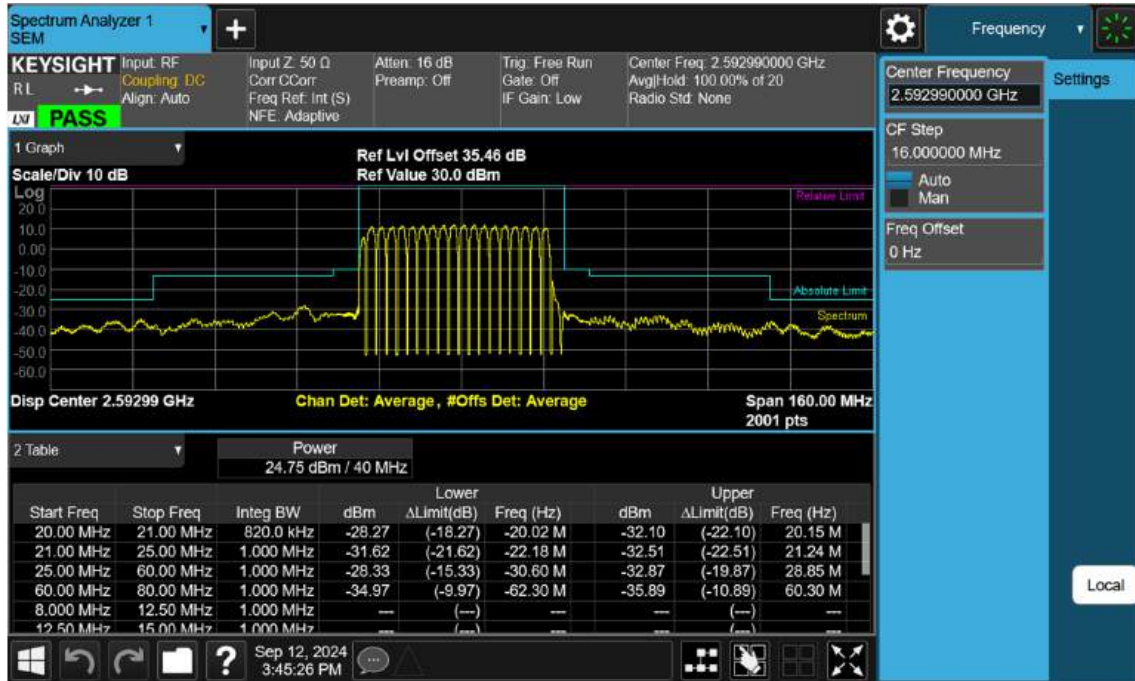 Spectrum Analyzer 1
SEM
Frequency
KEYSIGHT
R L
LXI PASS
Input: RF
Coupling: DC
Align: Auto
Input Z: 50 Ω
Corr CCorr
Freq Ref: Int (S)
NFE: Adaptive
Atten: 16 dB
Preamp: Off
Trig: Free Run
Gate: Off
IF Gain: Low
Center Freq: 2.592990000 GHz
Avg|Hold: 100.00% of 20
Radio Std: None
Center Frequency
2.592990000 GHz
Settings
CF Step
16.000000 MHz
Auto
Man
Freq Offset
0 Hz
1 Graph
Ref Lvl Offset 35.46 dB
Scale/Div 10 dB
Ref Value 30.0 dBm
Log
Relative Limit
20.0
10.0
0.00
-10.0
-20.0
Absolute Limit
-30.0
Spectrum
-40.0
-50.0
-60.0
Disp Center 2.59299 GHz
Chan Det: Average, #Offs Det: Average
Span 160.00 MHz
2001 pts
2 Table
Power
24.75 dBm / 40 MHz
Lower Upper
Start Freq Stop Freq Integ BW dBm ΔLimit(dB) Freq (Hz) dBm ΔLimit(dB) Freq (Hz)
20.00 MHz 21.00 MHz 820.0 kHz -28.27 (-18.27) -20.02 M -32.10 (-22.10) 20.15 M
21.00 MHz 25.00 MHz 1.000 MHz -31.62 (-21.62) -22.18 M -32.51 (-22.51) 21.24 M
25.00 MHz 60.00 MHz 1.000 MHz -28.33 (-15.33) -30.60 M -32.87 (-19.87) 28.85 M
60.00 MHz 80.00 MHz 1.000 MHz -34.97 (-9.97) -62.30 M -35.89 (-10.89) 60.30 M
8.000 MHz 12.50 MHz 1.000 MHz --- (---) --- --- (---) ---
12.50 MHz 15.00 MHz 1.000 MHz --- (---) --- --- (---) ---
Local
?
Sep 12, 2024
3:45:26 PM